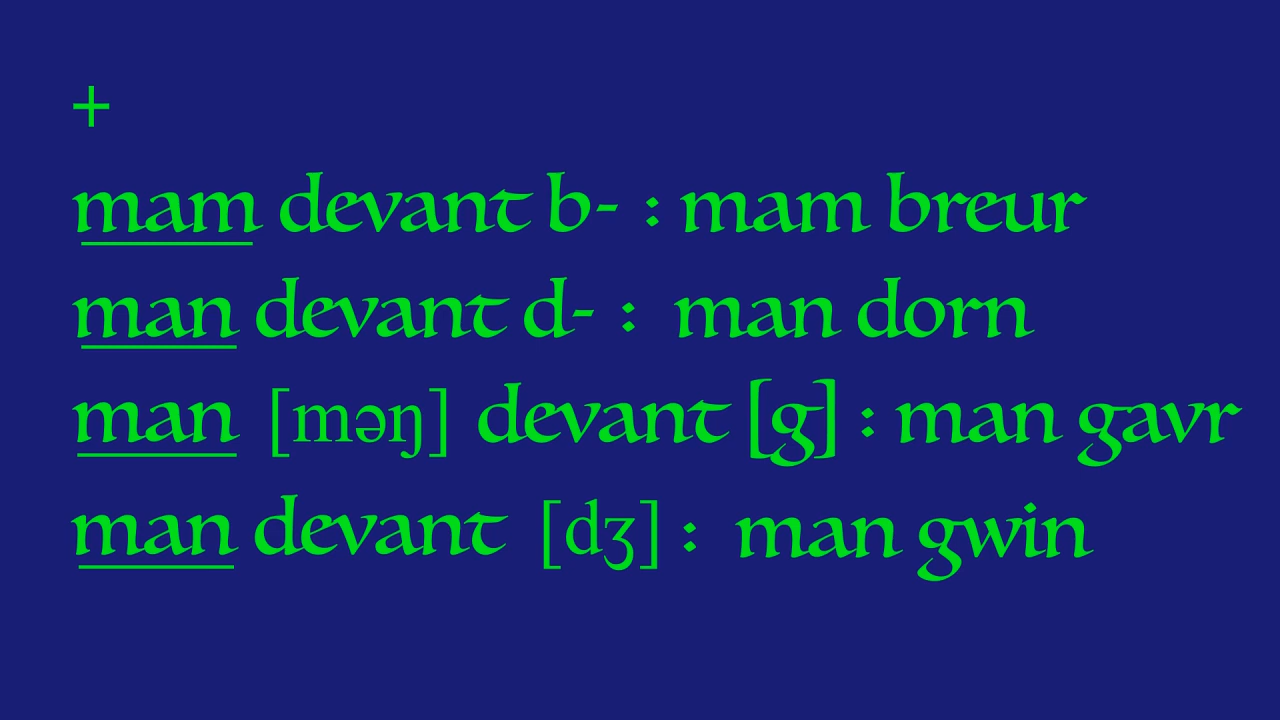 +
mam devant b- : mam breur
man devant d- : man dorn
man [məŋ] devant [g] : man gavr
man devant [dʒ] : man gwin